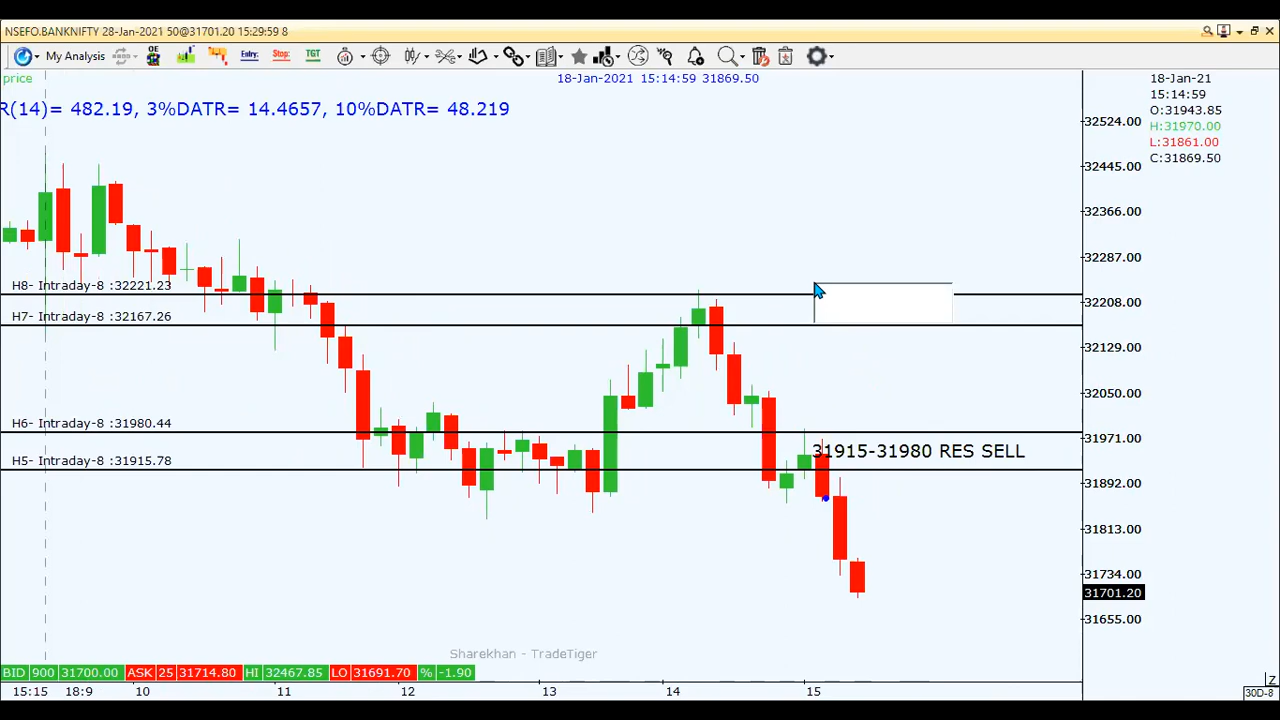 NSEFO.BANKNIFTY 28-Jan-2021 50@31701.20 15:29:59 8
My Analysis OE Entry: Stop: TGT
price
18-Jan-2021 15:14:59 31869.50
18-Jan-21
15:14:59
O:31943.85
H:31970.00
L:31861.00
C:31869.50
R(14)= 482.19, 3%DATR= 14.4657, 10%DATR= 48.219
32524.00
32445.00
32366.00
32287.00
H8- Intraday-8 :32221.23
32208.00
H7- Intraday-8 :32167.26
32129.00
32050.00
H6- Intraday-8 :31980.44
31971.00
31915-31980 RES SELL
H5- Intraday-8 :31915.78
31892.00
31813.00
31734.00
31701.20
31655.00
Sharekhan - TradeTiger
BID 900 31700.00 ASK 25 31714.80 HI 32467.85 LO 31691.70 % -1.90
15:15 18:9 10 11 12 13 14 15
Z
30D-8